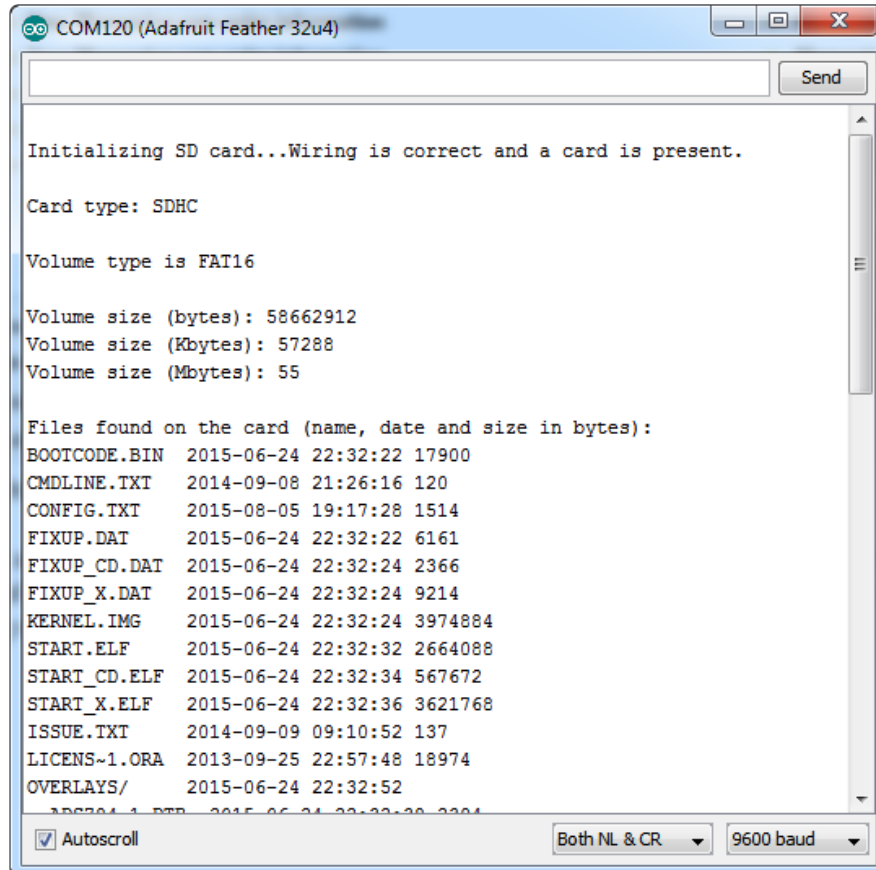 COM120 (Adafruit Feather 32u4)
Send
Initializing SD card...Wiring is correct and a card is present.
Card type: SDHC
Volume type is FAT16
Volume size (bytes): 58662912
Volume size (Kbytes): 57288
Volume size (Mbytes): 55
Files found on the card (name, date and size in bytes):
BOOTCODE.BIN  2015-06-24 22:32:22 17900
CMDLINE.TXT   2014-09-08 21:26:16 120
CONFIG.TXT    2015-08-05 19:17:28 1514
FIXUP.DAT     2015-06-24 22:32:22 6161
FIXUP_CD.DAT  2015-06-24 22:32:24 2366
FIXUP_X.DAT   2015-06-24 22:32:24 9214
KERNEL.IMG    2015-06-24 22:32:24 3974884
START.ELF     2015-06-24 22:32:32 2664088
START_CD.ELF  2015-06-24 22:32:34 567672
START_X.ELF   2015-06-24 22:32:36 3621768
ISSUE.TXT     2014-09-09 09:10:52 137
LICENS~1.ORA  2013-09-25 22:57:48 18974
OVERLAYS/     2015-06-24 22:32:52
Autoscroll Both NL & CR 9600 baud